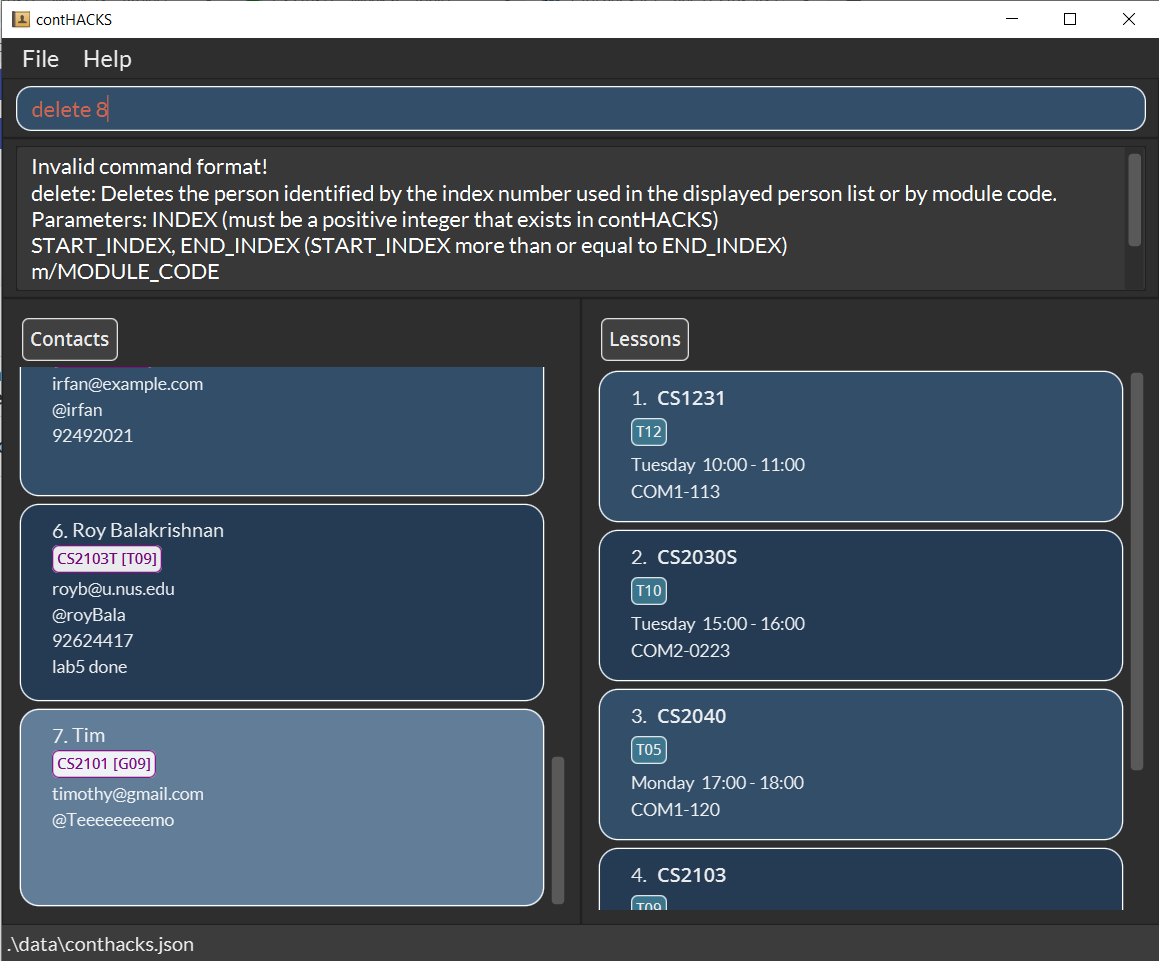 contHACKS
File Help
delete 8
Invalid command format!
delete: Deletes the person identified by the index number used in the displayed person list or by module code.
Parameters: INDEX (must be a positive integer that exists in contHACKS)
START_INDEX, END_INDEX (START_INDEX more than or equal to END_INDEX)
m/MODULE_CODE
Contacts
irfan@example.com
@irfan
92492021
6. Roy Balakrishnan
CS2103T [T09]
royb@u.nus.edu
@royBala
92624417
lab5 done
7. Tim
CS2101 [G09]
timothy@gmail.com
@Teeeeeeeemo
Lessons
1. CS1231
T12
Tuesday 10:00 - 11:00
COM1-113
2. CS2030S
T10
Tuesday 15:00 - 16:00
COM2-0223
3. CS2040
T05
Monday 17:00 - 18:00
COM1-120
4. CS2103
T09
.\data\conthacks.json